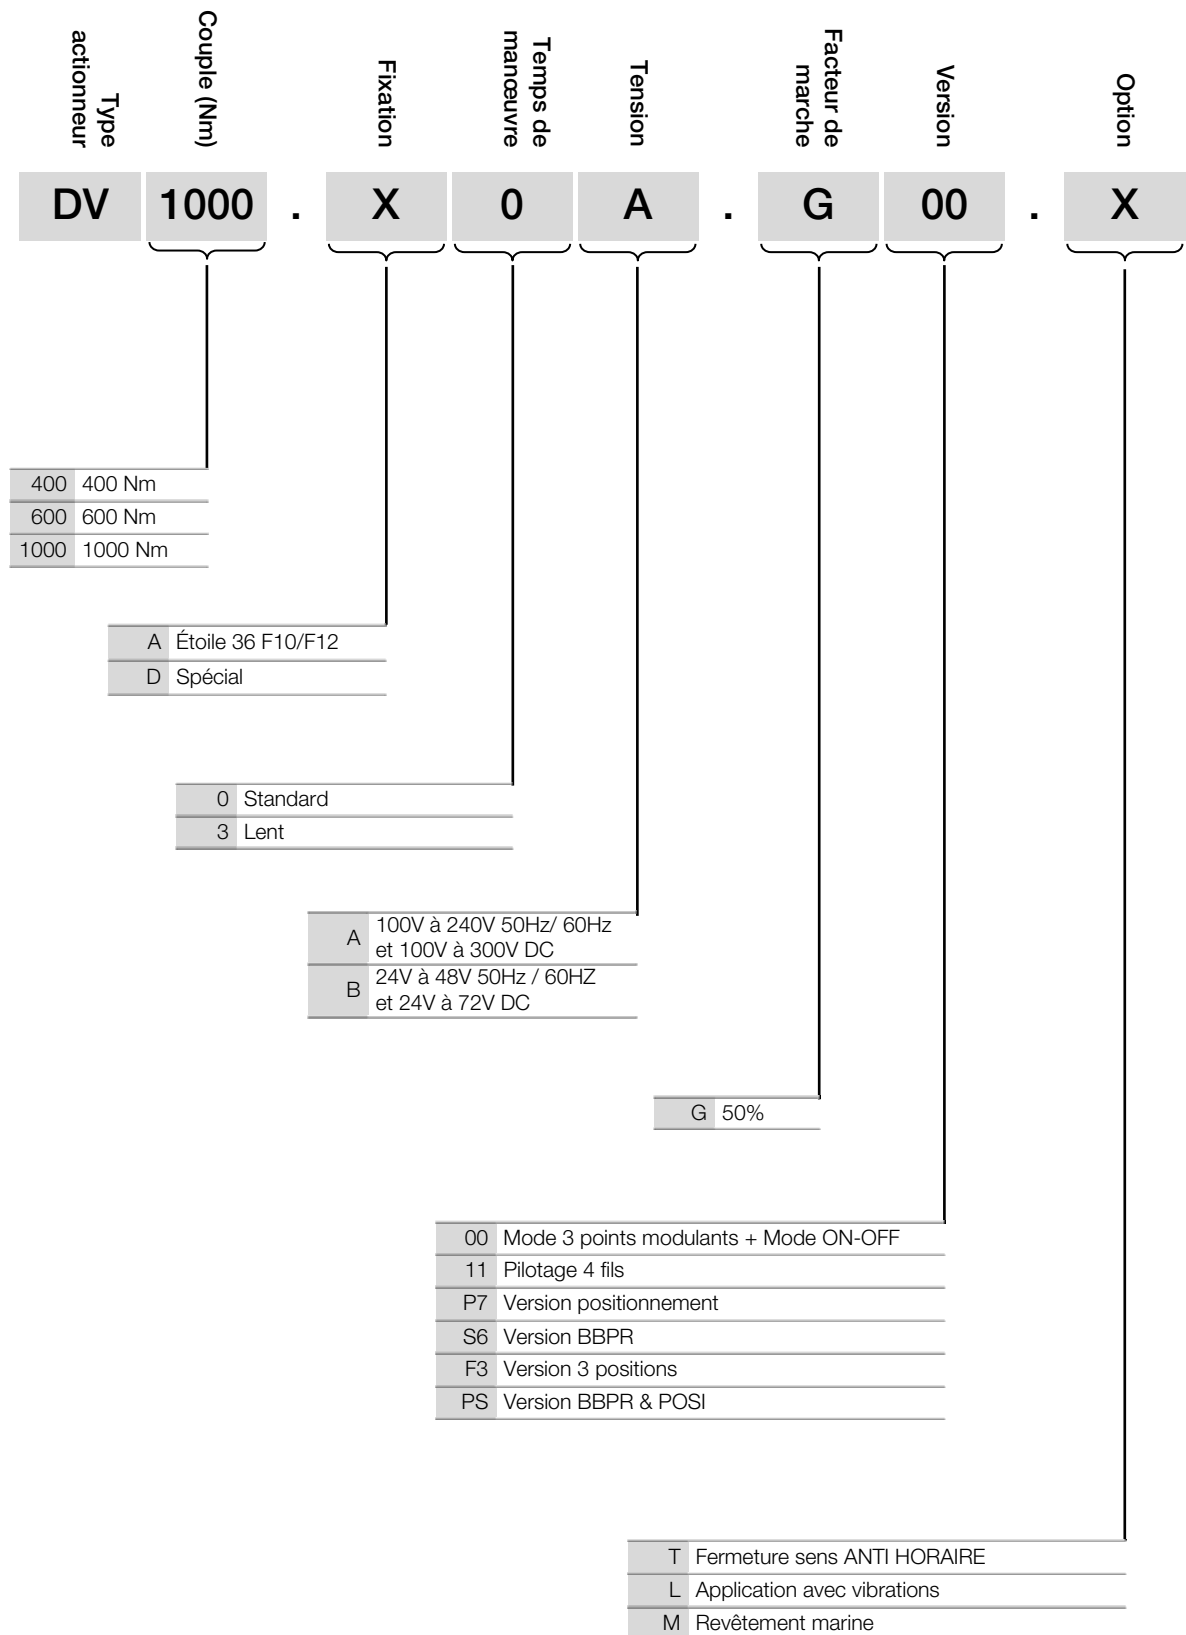 Type
actionneur
Couple (Nm)
Fixation
Temps de
manœuvre
Tension
Facteur de
marche
Version
Option
DV 1000 . X 0 A . G 00 . X
400 400 Nm
600 600 Nm
1000 1000 Nm
A Étoile 36 F10/F12
D Spécial
0 Standard
3 Lent
A 100V à 240V 50Hz/ 60Hz
et 100V à 300V DC
B 24V à 48V 50Hz / 60HZ
et 24V à 72V DC
G 50%
00 Mode 3 points modulants + Mode ON-OFF
11 Pilotage 4 fils
P7 Version positionnement
S6 Version BBPR
F3 Version 3 positions
PS Version BBPR & POSI
T Fermeture sens ANTI HORAIRE
L Application avec vibrations
M Revêtement marine